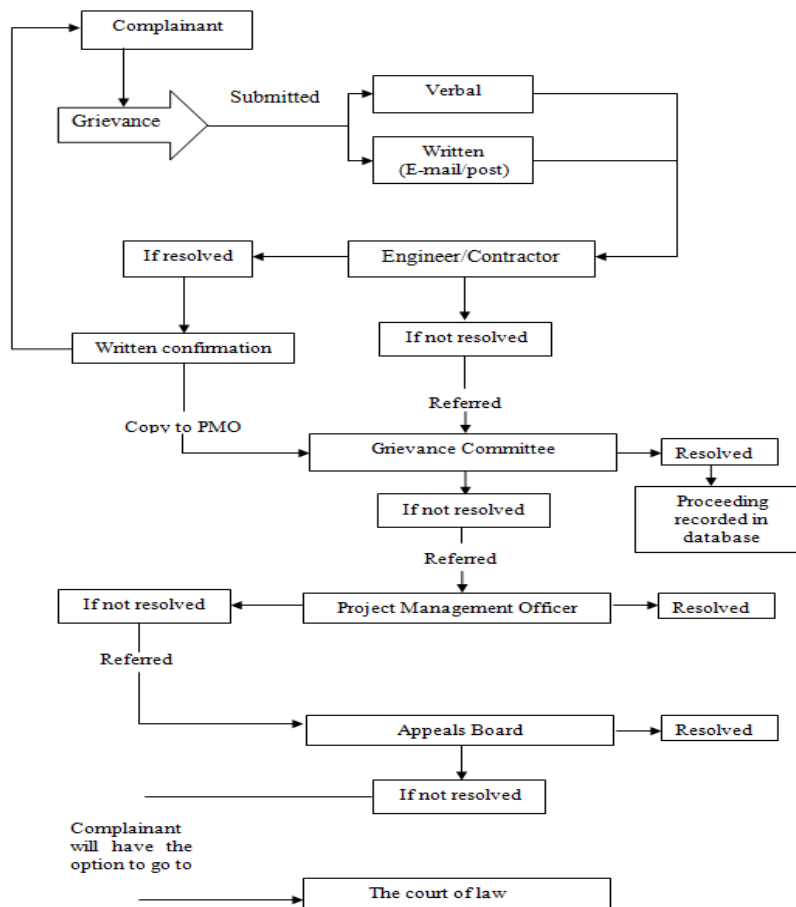 Complainant
Grievance
Submitted
Verbal
Written
(E-mail/post)
If resolved
Engineer/Contractor
Written confirmation
If not resolved
Referred
Copy to PMO
Grievance Committee
Resolved
If not resolved
Proceeding
recorded in
database
Referred
If not resolved
Project Management Officer
Resolved
Referred
Appeals Board
Resolved
If not resolved
Complainant
will have the
option to go to
The court of law